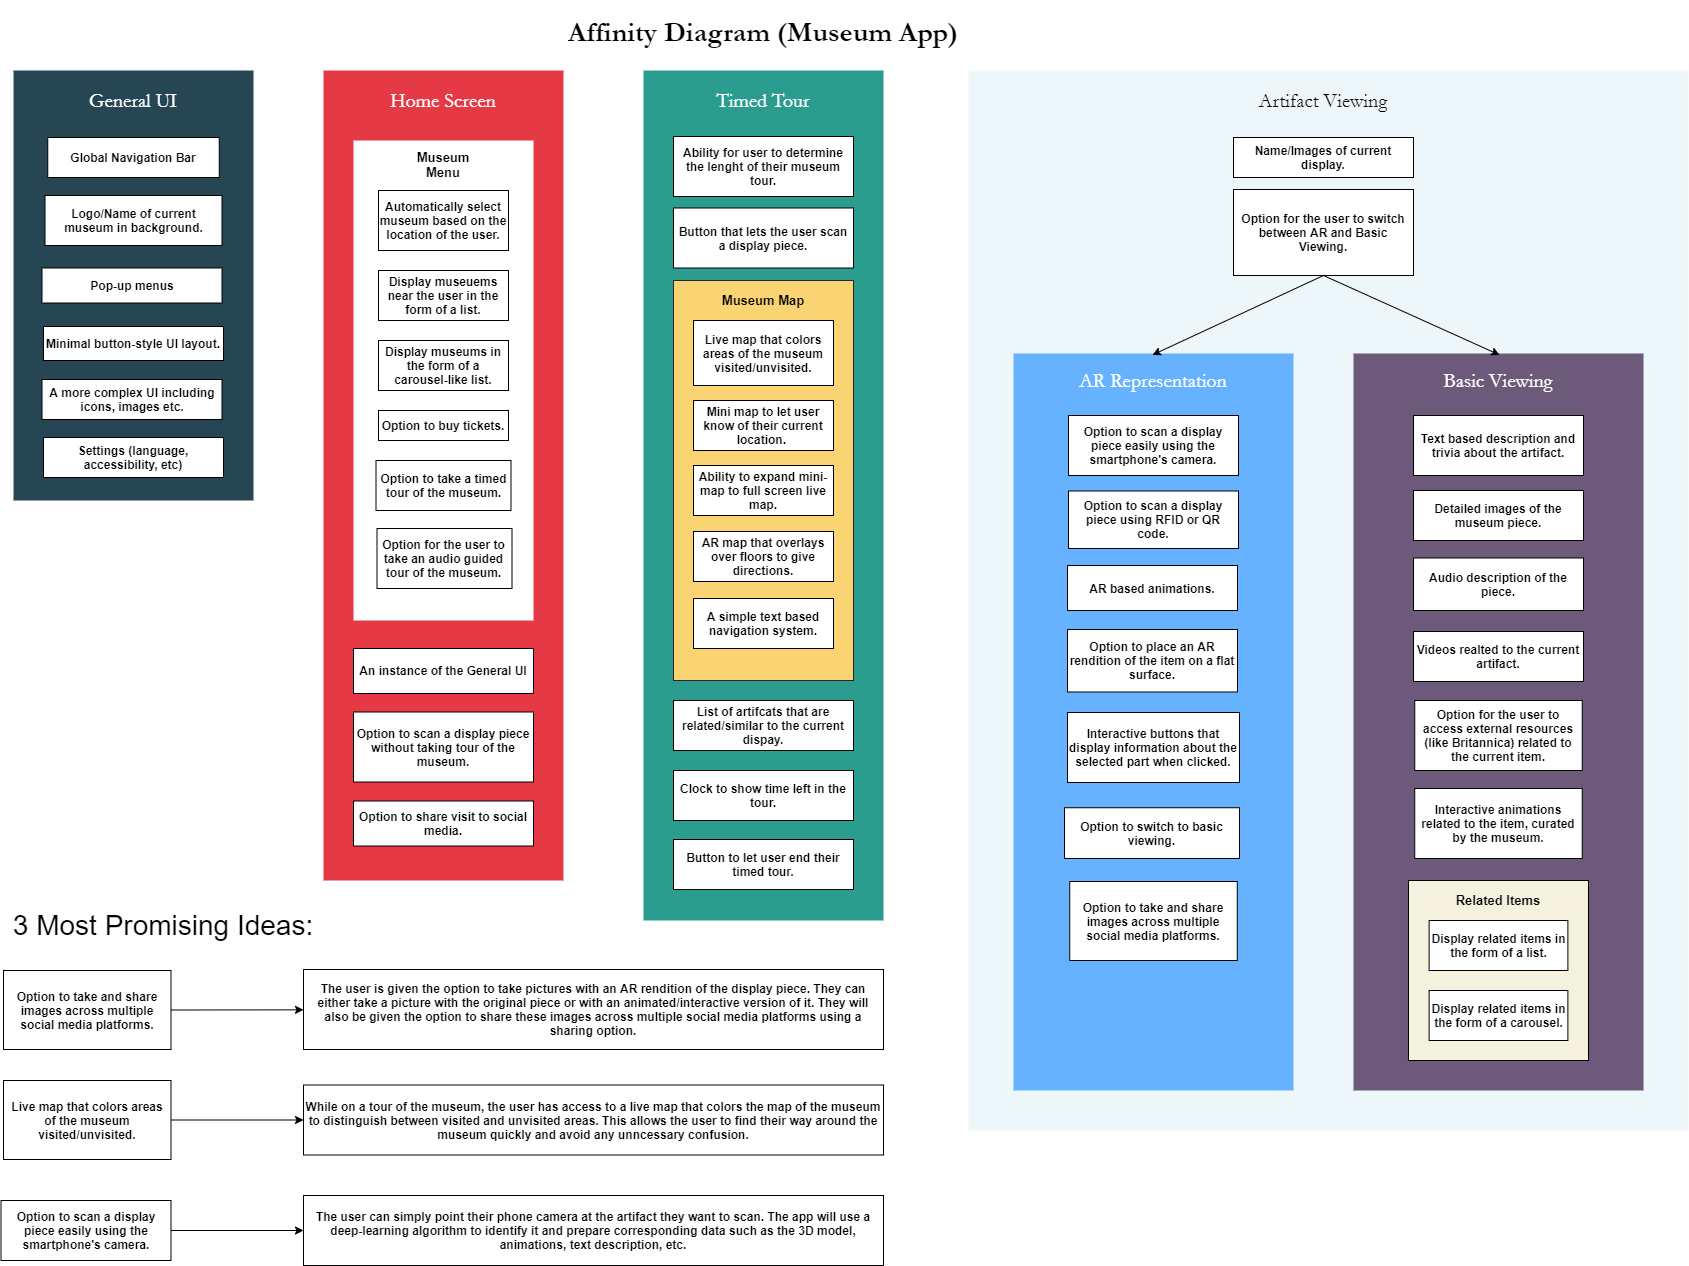 Affinity Diagram (Museum App)
General UI
Global Navigation Bar
Logo/Name of current
museum in background.
Pop-up menus
Minimal button-style UI layout.
A more complex UI including
icons, images etc.
Settings (language,
accessibility, etc)
Home Screen
Museum
Menu
Automatically select
museum based on the
location of the user.
Display museuems
near the user in the
form of a list.
Display museums in
the form of a
carousel-like list.
Option to buy tickets.
Option to take a timed
tour of the museum.
Option for the user to
take an audio guided
tour of the museum.
An instance of the General UI
Option to scan a display piece
without taking tour of the
museum.
Option to share visit to social
media.
Timed Tour
Ability for user to determine
the lenght of their museum
tour.
Button that lets the user scan
a display piece.
Museum Map
Live map that colors
areas of the museum
visited/unvisited.
Mini map to let user
know of their current
location.
Ability to expand mini-
map to full screen live
map.
AR map that overlays
over floors to give
directions.
A simple text based
navigation system.
List of artifcats that are
related/similar to the current
dispay.
Clock to show time left in the
tour.
Button to let user end their
timed tour.
Artifact Viewing
Name/Images of current
display.
Option for the user to switch
between AR and Basic
Viewing.
AR Representation
Option to scan a display
piece easily using the
smartphone's camera.
Option to scan a display
piece using RFID or QR
code.
AR based animations.
Option to place an AR
rendition of the item on a flat
surface.
Interactive buttons that
display information about the
selected part when clicked.
Option to switch to basic
viewing.
Option to take and share
images across multiple
social media platforms.
Basic Viewing
Text based description and
trivia about the artifact.
Detailed images of the
museum piece.
Audio description of the
piece.
Videos realted to the current
artifact.
Option for the user to
access external resources
(like Britannica) related to
the current item.
Interactive animations
related to the item, curated
by the museum.
Related Items
Display related items in
the form of a list.
Display related items in
the form of a carousel.
3 Most Promising Ideas:
Option to take and share
images across multiple
social media platforms.
The user is given the option to take pictures with an AR rendition of the display piece. They can
either take a picture with the original piece or with an animated/interactive version of it. They will
also be given the option to share these images across multiple social media platforms using a
sharing option.
Live map that colors areas
of the museum
visited/unvisited.
While on a tour of the museum, the user has access to a live map that colors the map of the museum
to distinguish between visited and unvisited areas. This allows the user to find their way around the
museum quickly and avoid any unncessary confusion.
Option to scan a display
piece easily using the
smartphone's camera.
The user can simply point their phone camera at the artifact they want to scan. The app will use a
deep-learning algorithm to identify it and prepare corresponding data such as the 3D model,
animations, text description, etc.